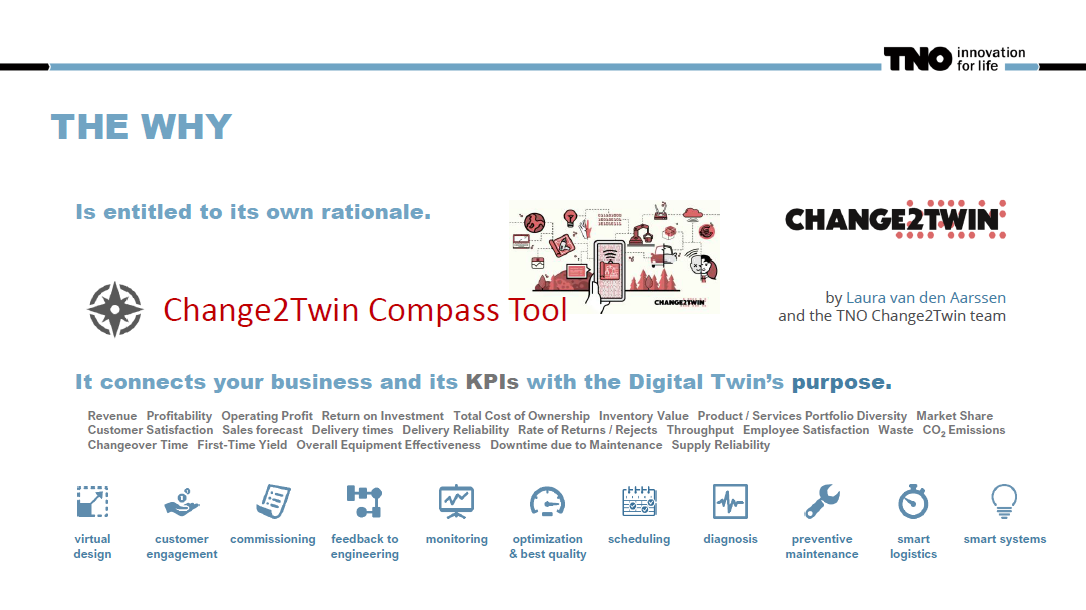 TNO innovation
for life
THE WHY
Is entitled to its own rationale.
CHANGE2TWIN
CHANGE2TWIN
by Laura van den Aarssen
and the TNO Change2Twin team
Change2Twin Compass Tool
It connects your business and its KPIs with the Digital Twin's purpose.
Revenue Profitability Operating Profit Return on Investment Total Cost of Ownership Inventory Value Product / Services Portfolio Diversity Market Share
Customer Satisfaction Sales forecast Delivery times Delivery Reliability Rate of Returns / Rejects Throughput Employee Satisfaction Waste CO₂ Emissions
Changeover Time First-Time Yield Overall Equipment Effectiveness Downtime due to Maintenance Supply Reliability
virtual
design
customer
engagement
commissioning
feedback to
engineering
monitoring
optimization
& best quality
scheduling
diagnosis
preventive
maintenance
smart
logistics
smart systems